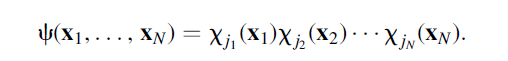 ψ(x₁, . . . , x_N) = χ_{j₁}(x₁)χ_{j₂}(x₂) · · · χ_{j_N}(x_N).